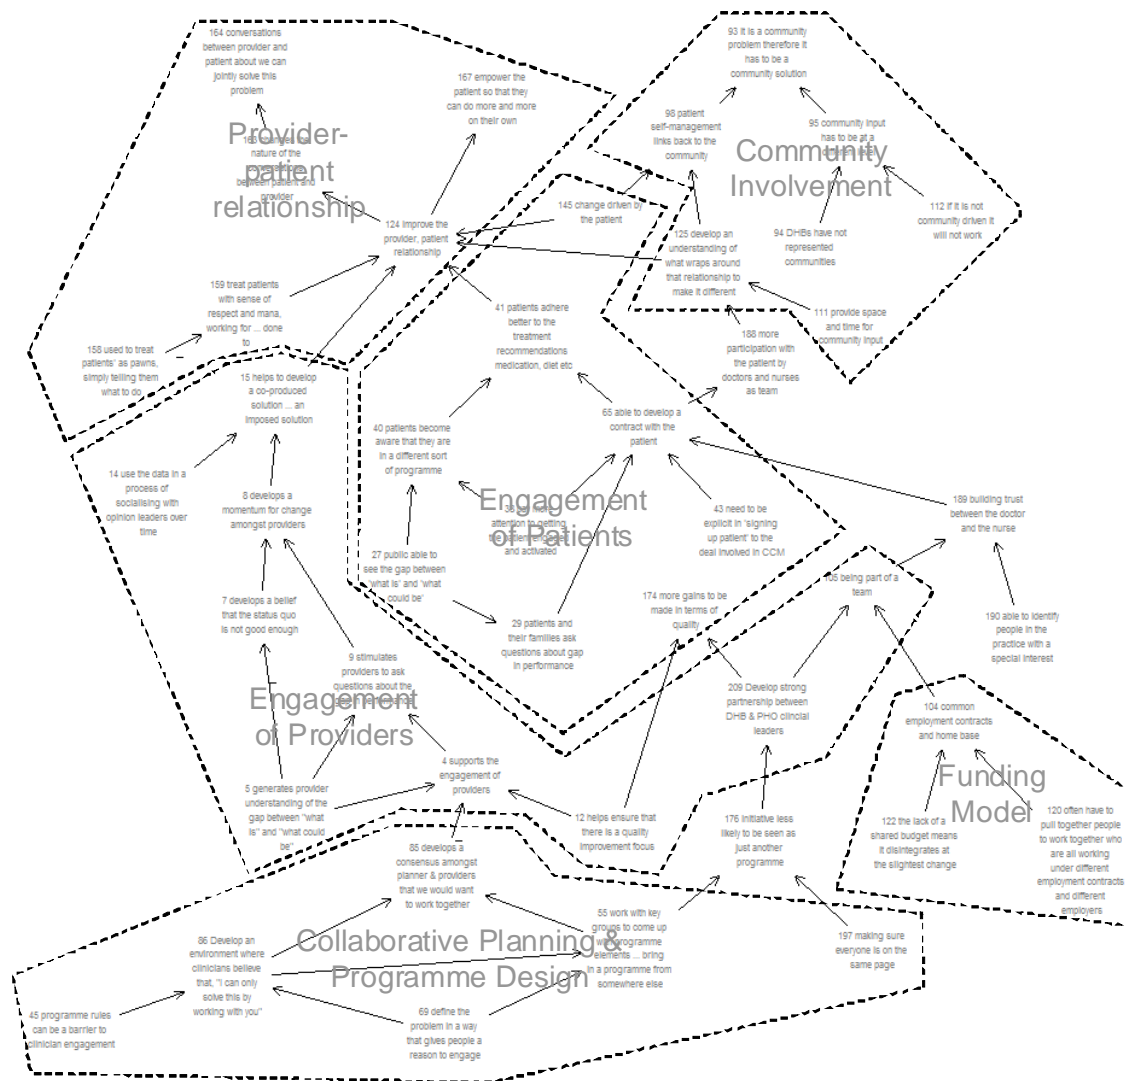 164 conversations
between provider and
patient about we can
jointly solve this
problem
167 empower the
patient so that they
can do more and more
on their own
Provider-
patient
relationship
nature of the
between patient and
provider
124 improve the
provider, patient
relationship
159 treat patients
with sense of
respect and mana,
working for ... done
to
158 used to treat
patients' as pawns,
simply telling them
what to do
93 It is a community
problem therefore it
has to be a
community solution
98 patient
self-management
links back to the
community
95 community input
has to be at a
Community
Involvement
145 change driven by
the patient
125 develop an
understanding of
what wraps around
that relationship to
make it different
94 DHBs have not
represented
communities
112 if it is not
community driven it
will not work
111 provide space
and time for
community input
188 more
participation with
the patient by
doctors and nurses
as team
41 patients adhere
better to the
treatment
recommendations
medication, diet etc
15 helps to develop
a co-produced
solution ... an
imposed solution
65 able to develop a
contract with the
patient
40 patients become
aware that they are
in a different sort
of programme
14 use the data in a
process of
socialising with
opinion leaders over
time
8 develops a
momentum for change
amongst providers
Engagement
of Patients
attention to getting
and activated
43 need to be
explicit in 'signing
up patient' to the
deal involved in CCM
189 building trust
between the doctor
and the nurse
27 public able to
see the gap between
'what is' and 'what
could be'
7 develops a belief
that the status quo
is not good enough
29 patients and
their families ask
questions about gap
in performance
174 more gains to be
made in terms of
quality
105 being part of a
team
190 able to identify
people in the
practice with a
special interest
9 stimulates
providers to ask
questions about the
Engagement
of Providers
209 Develop strong
partnership between
DHB & PHO clincial
leaders
104 common
employment contracts
and home base
4 supports the
engagement of
providers
5 generates provider
understanding of the
gap between "what
is" and "what could
be"
12 helps ensure that
there is a quality
improvement focus
176 initiative less
likely to be seen as
just another
programme
Funding
Model
122 the lack of a
shared budget means
it disintegrates at
the slightest change
120 often have to
pull together people
to work together who
are all working
under different
employment contracts
and different
employers
85 develops a
consensus amongst
planner & providers
that we would want
to work together
86 Develop an
environment where
clinicians believe
that, "I can only
solve this by
working with you"
Collaborative Planning &
Programme Design
55 work with key
groups to come up
with programme
elements ... bring
in a programme from
somewhere else
197 making sure
everyone is on the
same page
45 programme rules
can be a barrier to
clinician engagement
69 define the
problem in a way
that gives people a
reason to engage